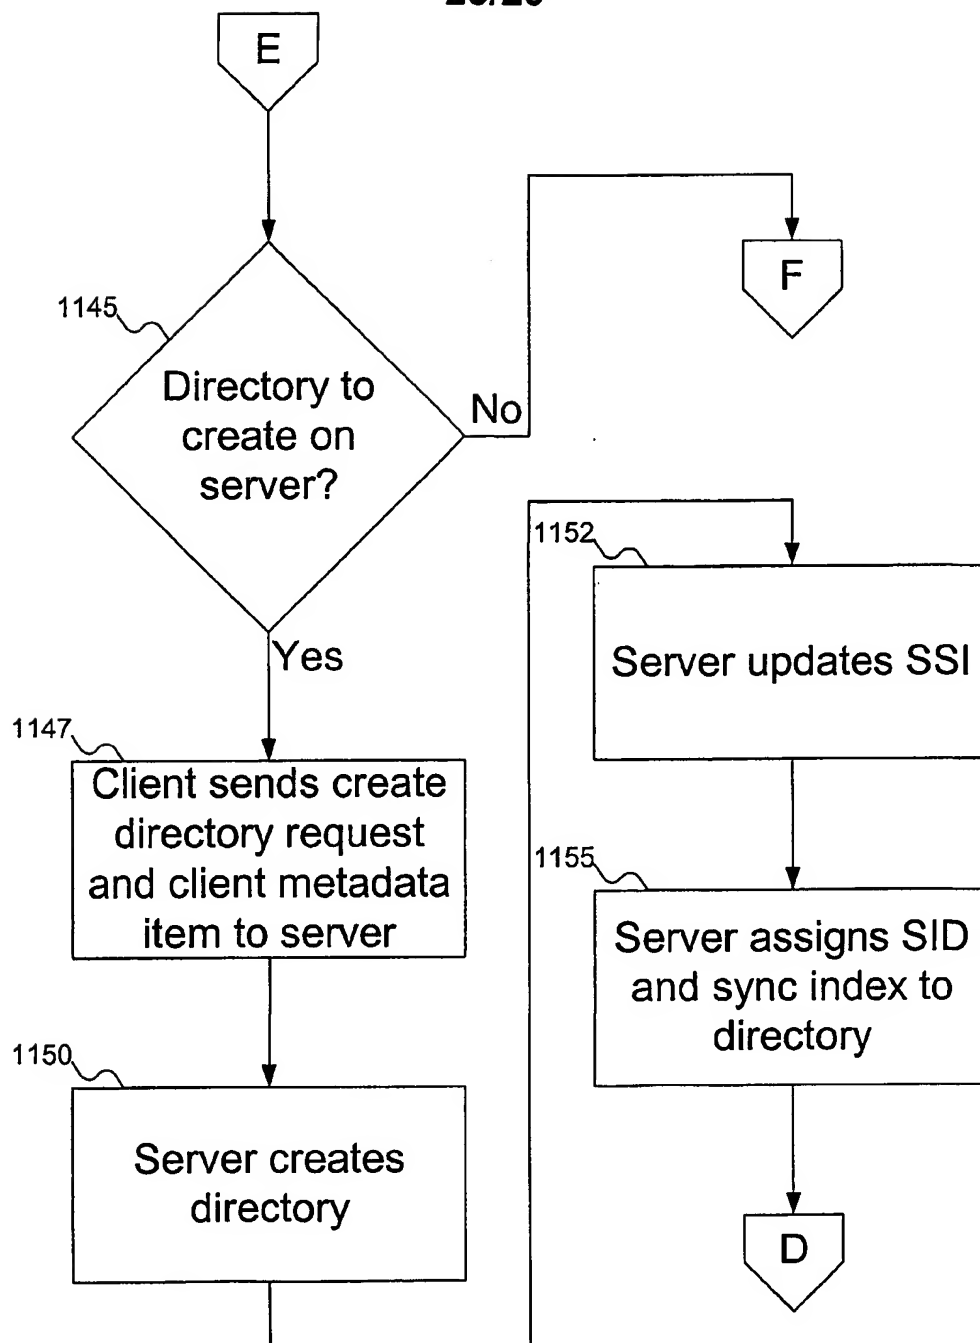 E
1145
Directory to
create on
server?
No
F
Yes
1147
Client sends create
directory request
and client metadata
item to server
1150
Server creates
directory
1152
Server updates SSI
1155
Server assigns SID
and sync index to
directory
D